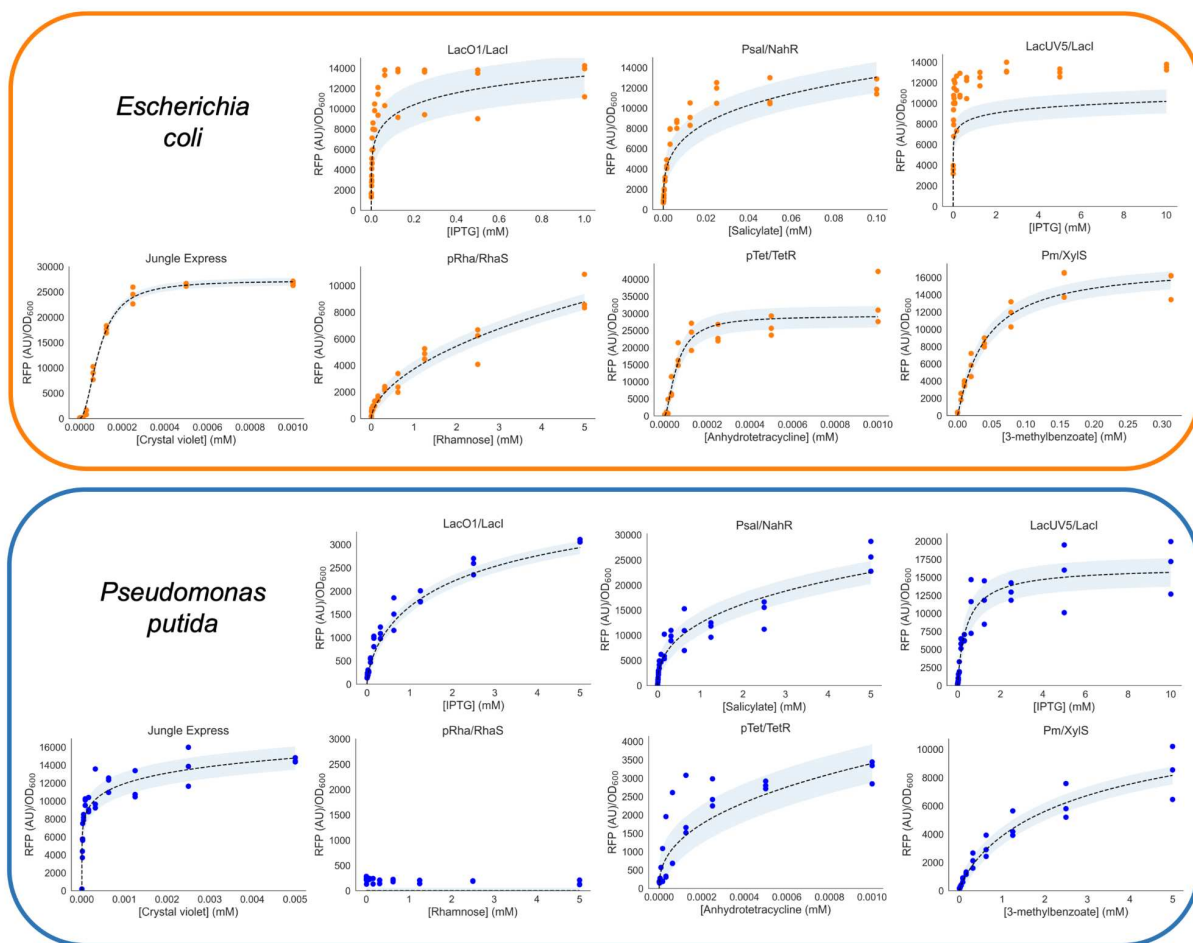 Escherichia
coli
LacO1/LacI
RFP (AU)/OD600
14000
12000
10000
8000
6000
4000
2000
0
0.0 0.2 0.4 0.6 0.8 1.0
[IPTG] (mM)
Psal/NahR
RFP (AU)/OD600
14000
12000
10000
8000
6000
4000
2000
0
0.00 0.02 0.04 0.06 0.08 0.10
[Salicylate] (mM)
LacUV5/LacI
RFP (AU)/OD600
14000
12000
10000
8000
6000
4000
2000
0
0 2 4 6 8 10
[IPTG] (mM)
Jungle Express
RFP (AU)/OD600
30000
25000
20000
15000
10000
5000
0
0.0000 0.0002 0.0004 0.0006 0.0008 0.0010
[Crystal violet] (mM)
pRha/RhaS
RFP (AU)/OD600
10000
8000
6000
4000
2000
0
0 1 2 3 4 5
[Rhamnose] (mM)
pTet/TetR
RFP (AU)/OD600
40000
35000
30000
25000
20000
15000
10000
5000
0
0.0000 0.0002 0.0004 0.0006 0.0008 0.0010
[Anhydrotetracycline] (mM)
Pm/XylS
RFP (AU)/OD600
16000
14000
12000
10000
8000
6000
4000
2000
0
0.00 0.05 0.10 0.15 0.20 0.25 0.30
[3-methylbenzoate] (mM)
Pseudomonas
putida
LacO1/LacI
RFP (AU)/OD600
3000
2500
2000
1500
1000
500
0
0 1 2 3 4 5
[IPTG] (mM)
Psal/NahR
RFP (AU)/OD600
30000
25000
20000
15000
10000
5000
0
0 1 2 3 4 5
[Salicylate] (mM)
LacUV5/LacI
RFP (AU)/OD600
20000
17500
15000
12500
10000
7500
5000
2500
0
0 2 4 6 8 10
[IPTG] (mM)
Jungle Express
RFP (AU)/OD600
16000
14000
12000
10000
8000
6000
4000
2000
0
0.000 0.001 0.002 0.003 0.004 0.005
[Crystal violet] (mM)
pRha/RhaS
RFP (AU)/OD600
3000
2500
2000
1500
1000
500
0
0 1 2 3 4 5
[Rhamnose] (mM)
pTet/TetR
RFP (AU)/OD600
4000
3500
3000
2500
2000
1500
1000
500
0
0.0000 0.0002 0.0004 0.0006 0.0008 0.0010
[Anhydrotetracycline] (mM)
Pm/XylS
RFP (AU)/OD600
10000
8000
6000
4000
2000
0
0 1 2 3 4 5
[3-methylbenzoate] (mM)